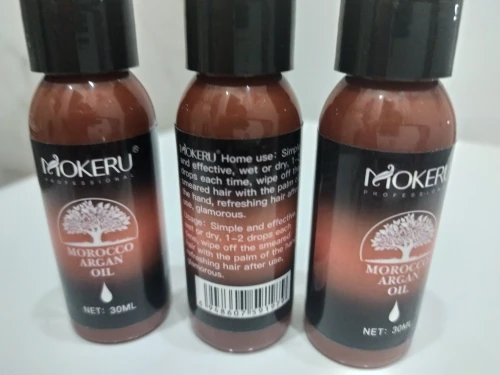 MOKERU®
PROFESSIONAL
MOROCCO
ARGAN
OIL
NET: 30ML
MOKERU® Home use: Simple
and effective, wet or dry, 1-2
drops each time, wipe off the
smeared hair with the palm of
the hand, refreshing hair after
use, glamorous.
Usage: Simple and effective
wet or dry, 1-2 drops each
wipe off the smeared
hair with the palm of the hand
refreshing hair after use,
glamorous.
MOKERU
PROFESSIONAL
MOROCCO
ARGAN
OIL
NET: 30ML